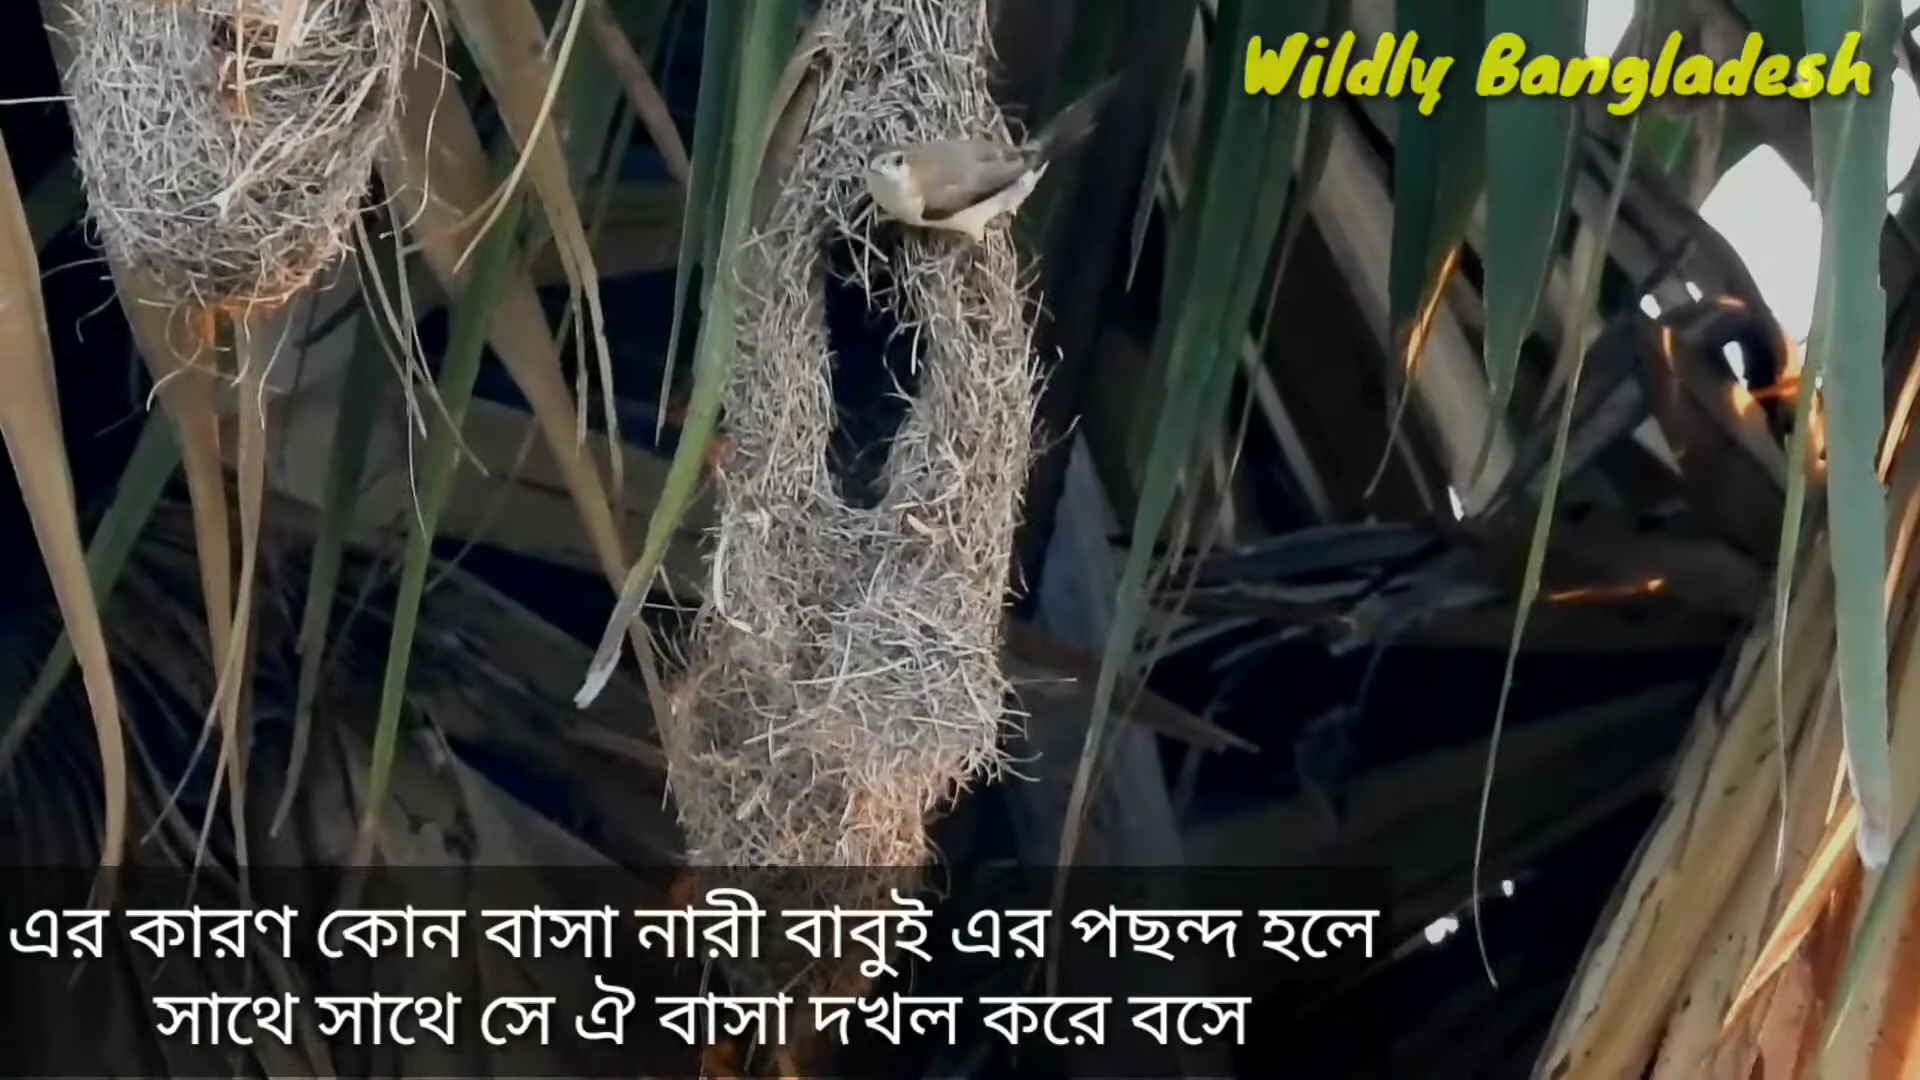 Wildly Bangladesh
এর কারণ কোন বাসা নারী বাবুই এর পছন্দ হলে
সাথে সাথে সে ঐ বাসা দখল করে বসে